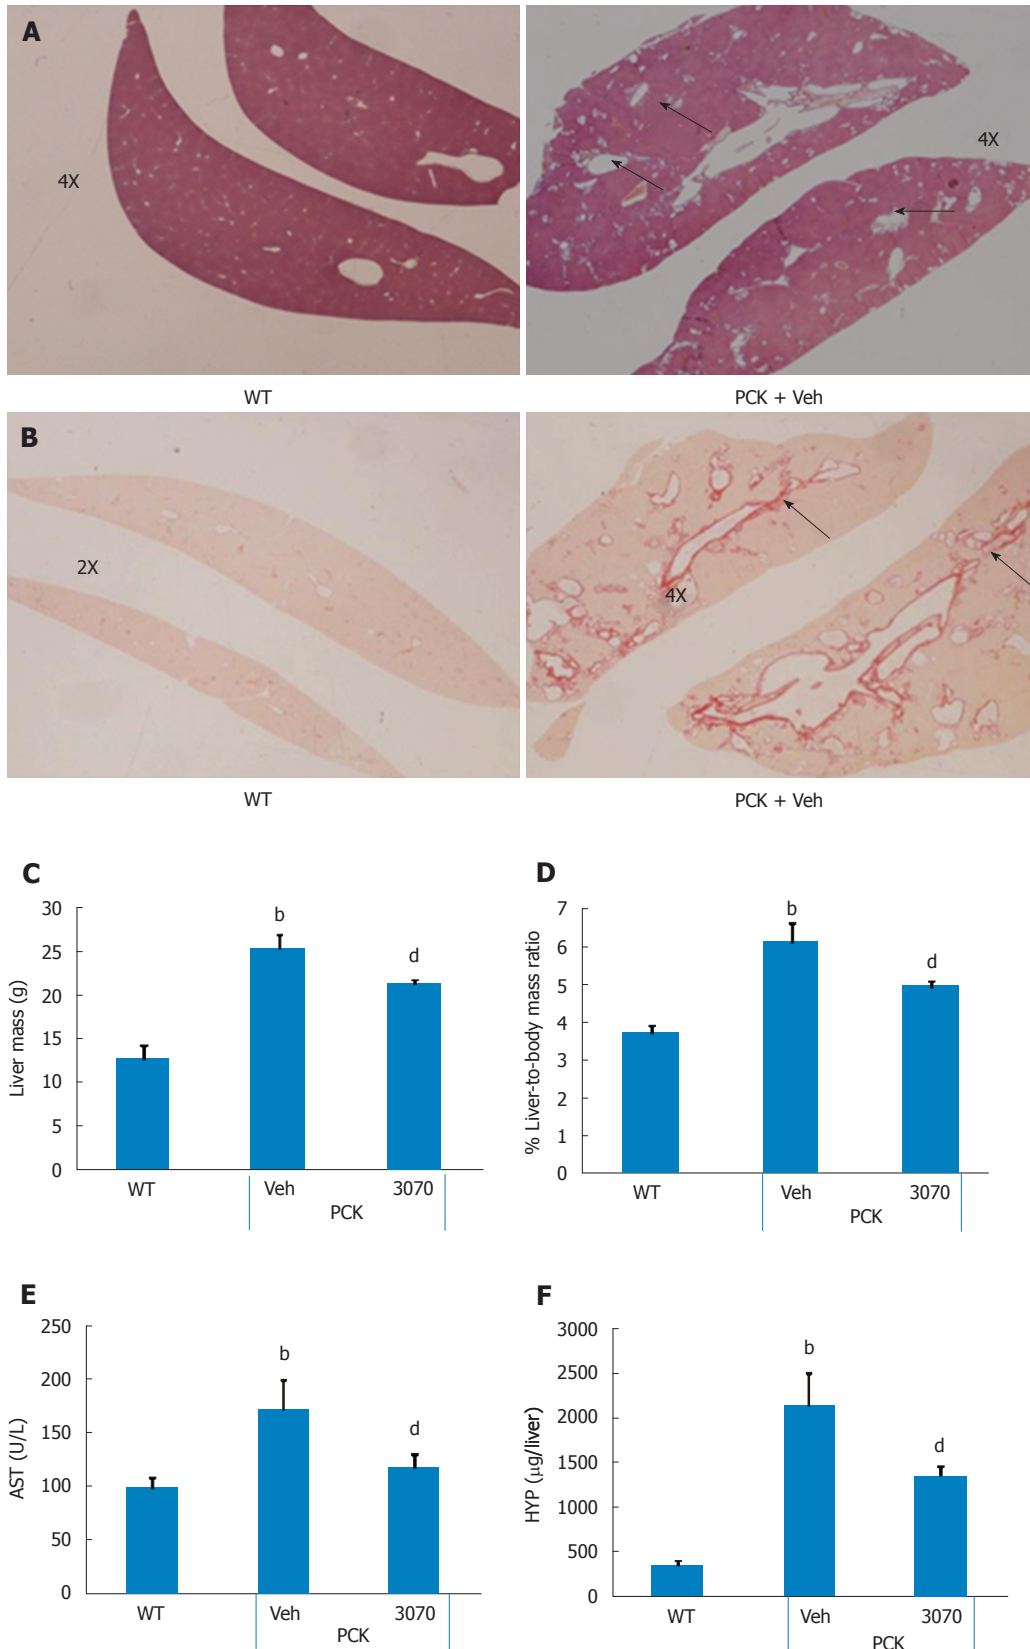 A
4X
4X
WT
PCK + Veh
B
2X
4X
WT
PCK + Veh
C
Liver mass (g)
30
25
20
15
10
5
0
b
d
WT
Veh
3070
PCK
D
% Liver-to-body mass ratio
7
6
5
4
3
2
1
0
b
d
WT
Veh
3070
PCK
E
AST (U/L)
250
200
150
100
50
0
b
d
WT
Veh
3070
PCK
F
HYP (μg/liver)
3000
2500
2000
1500
1000
500
0
b
d
WT
Veh
3070
PCK